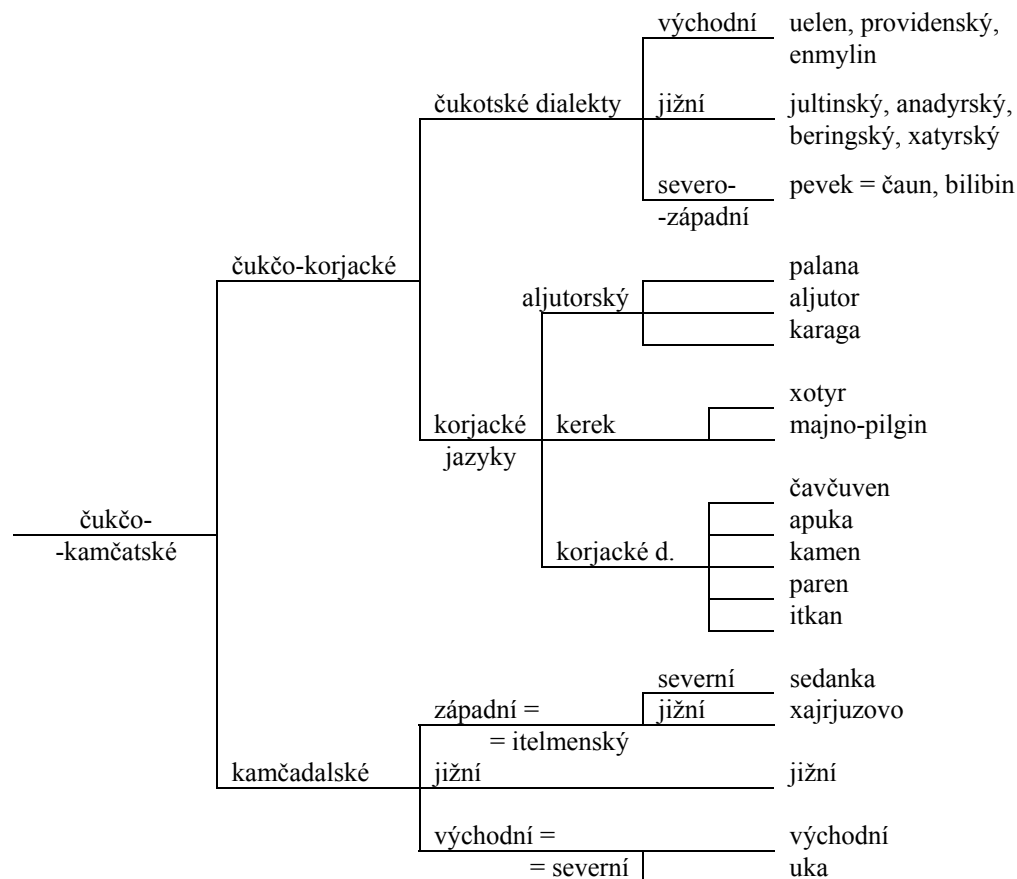 východní uelen, providenský,
enmylin
čukotské dialekty jižní jultinský, anadyrský,
beringský, xatyrský
severo- pevek = čaun, bilibin
-západní
čukčo-korjacké palana
aljutorský aljutor
karaga
xotyr
korjacké kerek majno-pilgin
jazyky
čavčuven
čukčo- apuka
-kamčatské korjacké d. kamen
paren
itkan
severní sedanka
západní = jižní xajrjuzovo
= itelmenský
kamčadalské jižní jižní
východní = východní
= severní uka